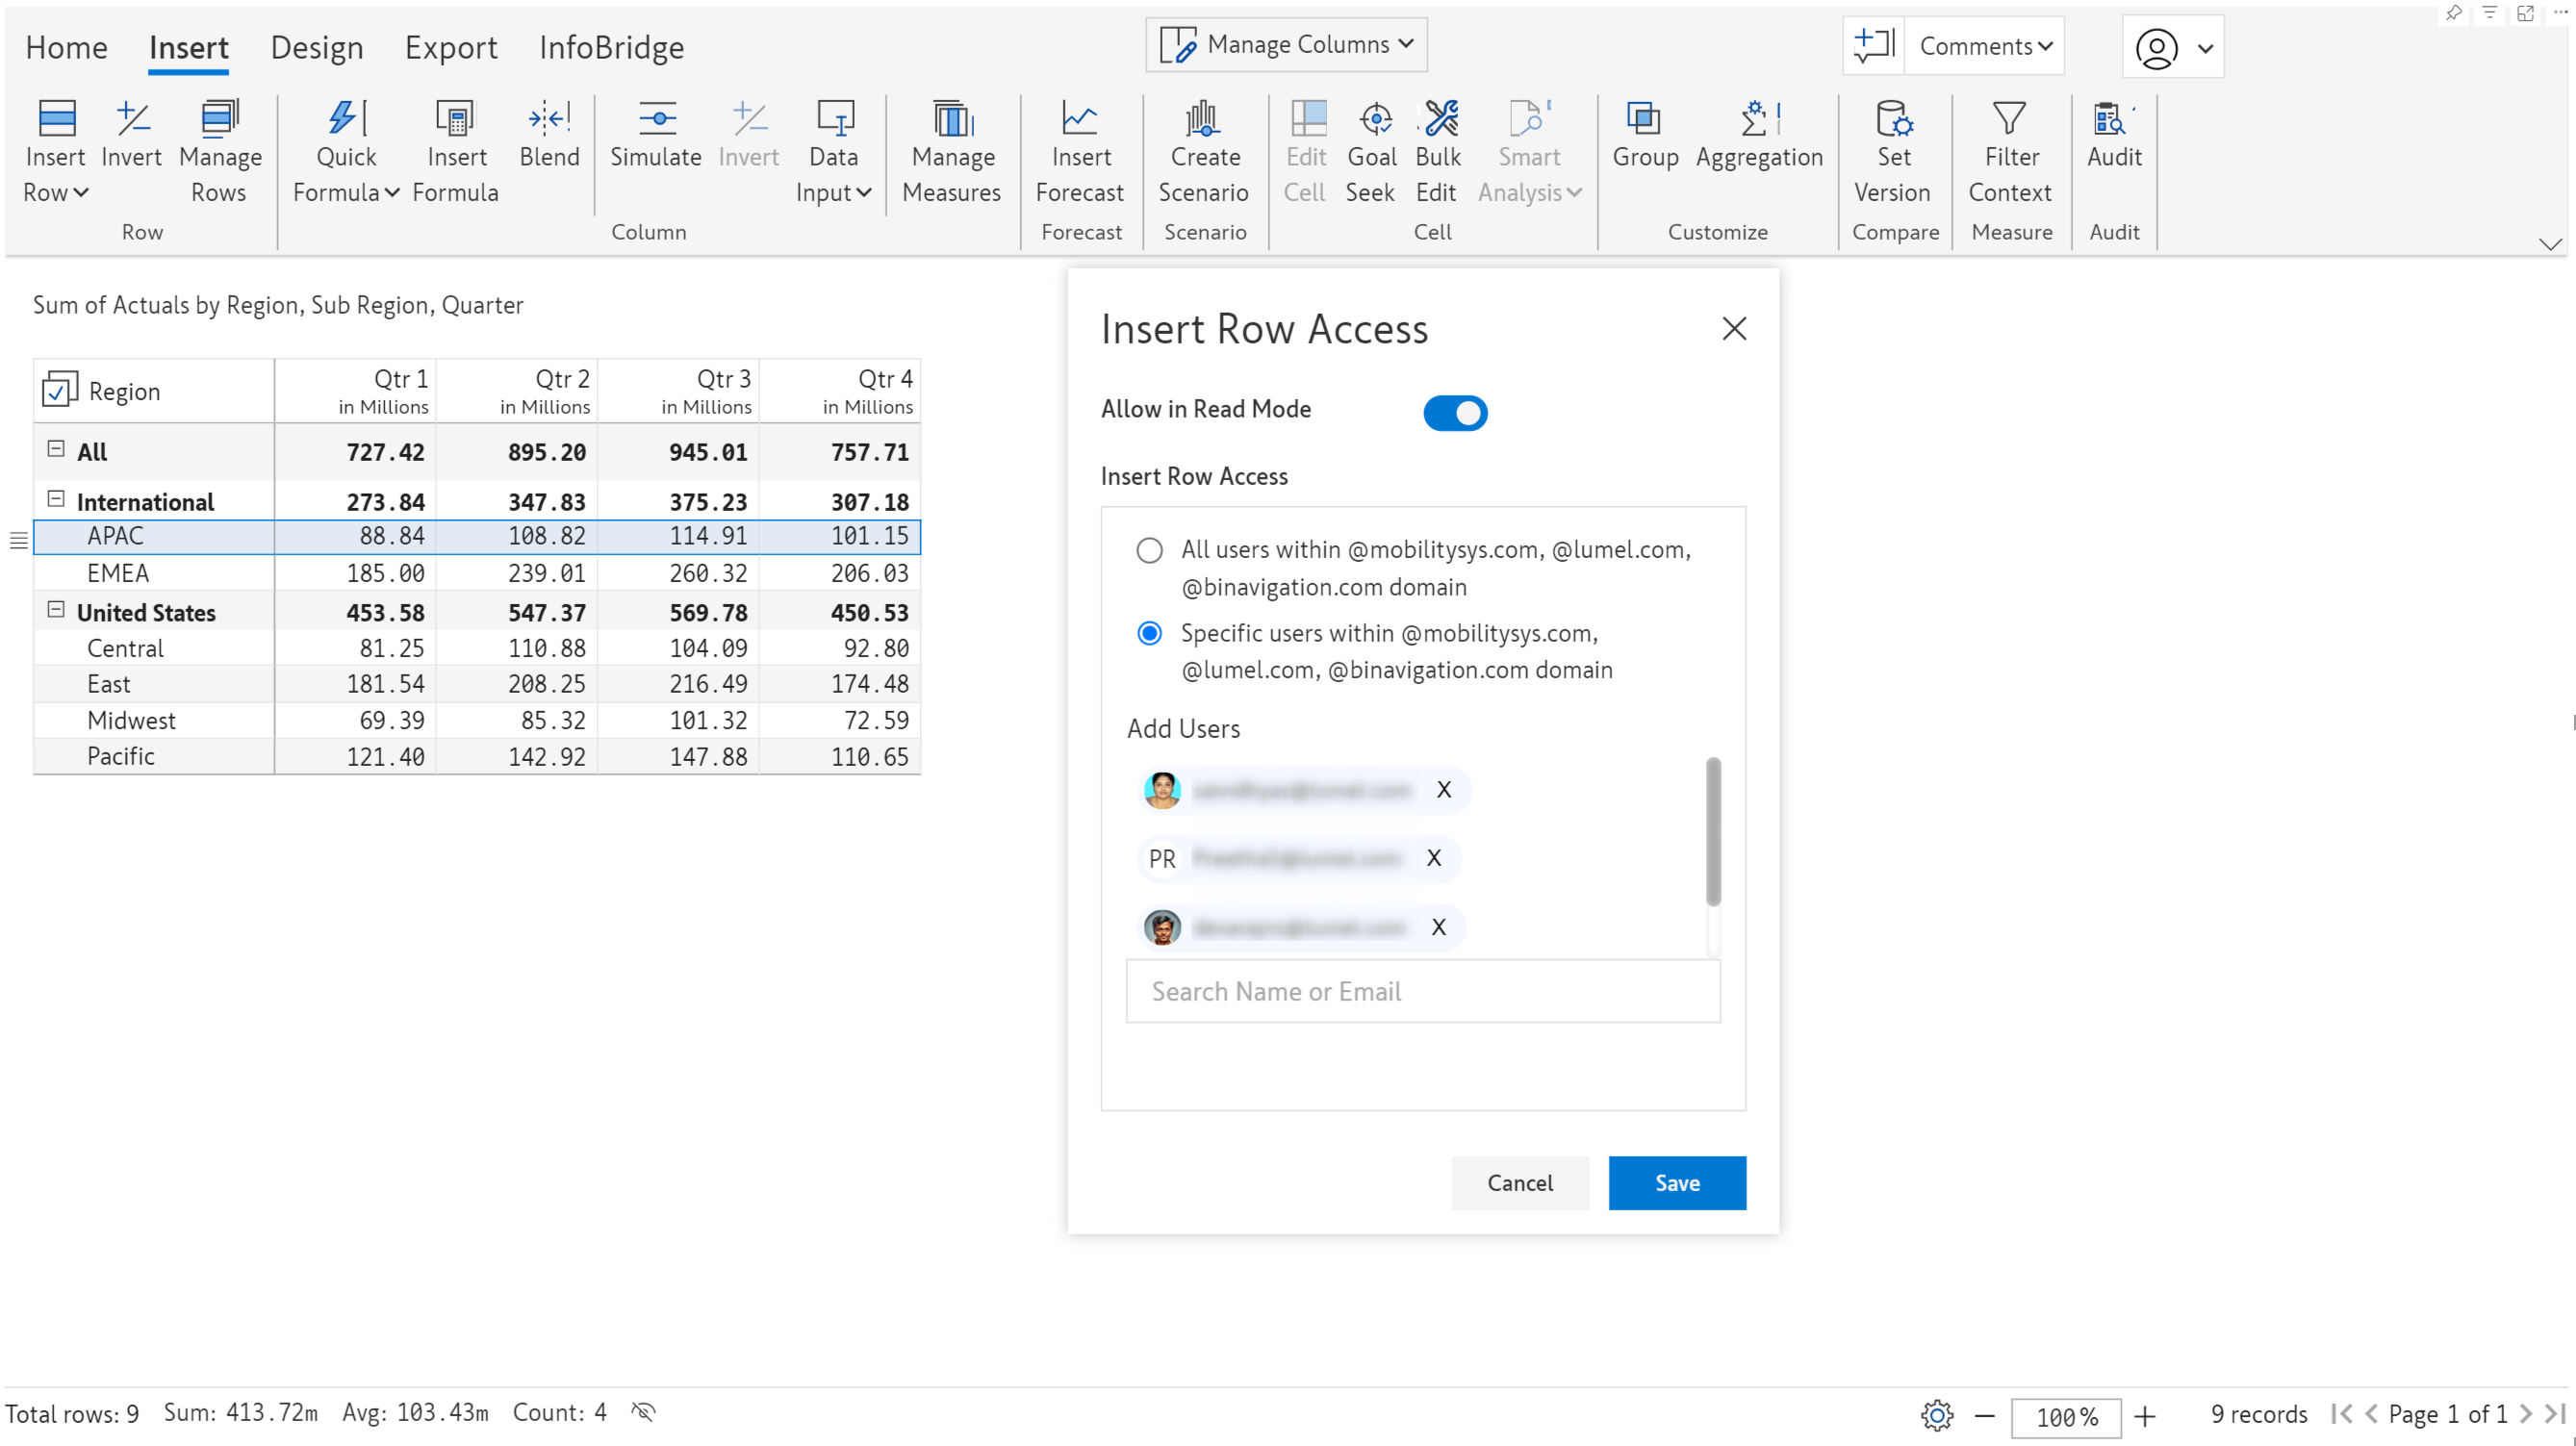 Home Insert Design Export InfoBridge Manage Columns Comments
Insert Row Invert Manage Rows Quick Formula Insert Formula Blend Simulate Invert Data Input Manage Measures Insert Forecast Create Scenario Edit Cell Goal Seek Bulk Edit Smart Analysis Group Aggregation Set Version Filter Context Audit
Row Column Forecast Scenario Cell Customize Compare Measure Audit
Sum of Actuals by Region, Sub Region, Quarter
Region Qtr 1 Qtr 2 Qtr 3 Qtr 4
in Millions in Millions in Millions in Millions
All 727.42 895.20 945.01 757.71
International 273.84 347.83 375.23 307.18
APAC 88.84 108.82 114.91 101.15
EMEA 185.00 239.01 260.32 206.03
United States 453.58 547.37 569.78 450.53
Central 81.25 110.88 104.09 92.80
East 181.54 208.25 216.49 174.48
Midwest 69.39 85.32 101.32 72.59
Pacific 121.40 142.92 147.88 110.65
Insert Row Access
Allow in Read Mode
Insert Row Access
All users within @mobilitysys.com, @lumel.com,
@binavigation.com domain
Specific users within @mobilitysys.com,
@lumel.com, @binavigation.com domain
Add Users
X
PR X
X
Search Name or Email
Cancel Save
Total rows: 9 Sum: 413.72m Avg: 103.43m Count: 4 100% 9 records Page 1 of 1